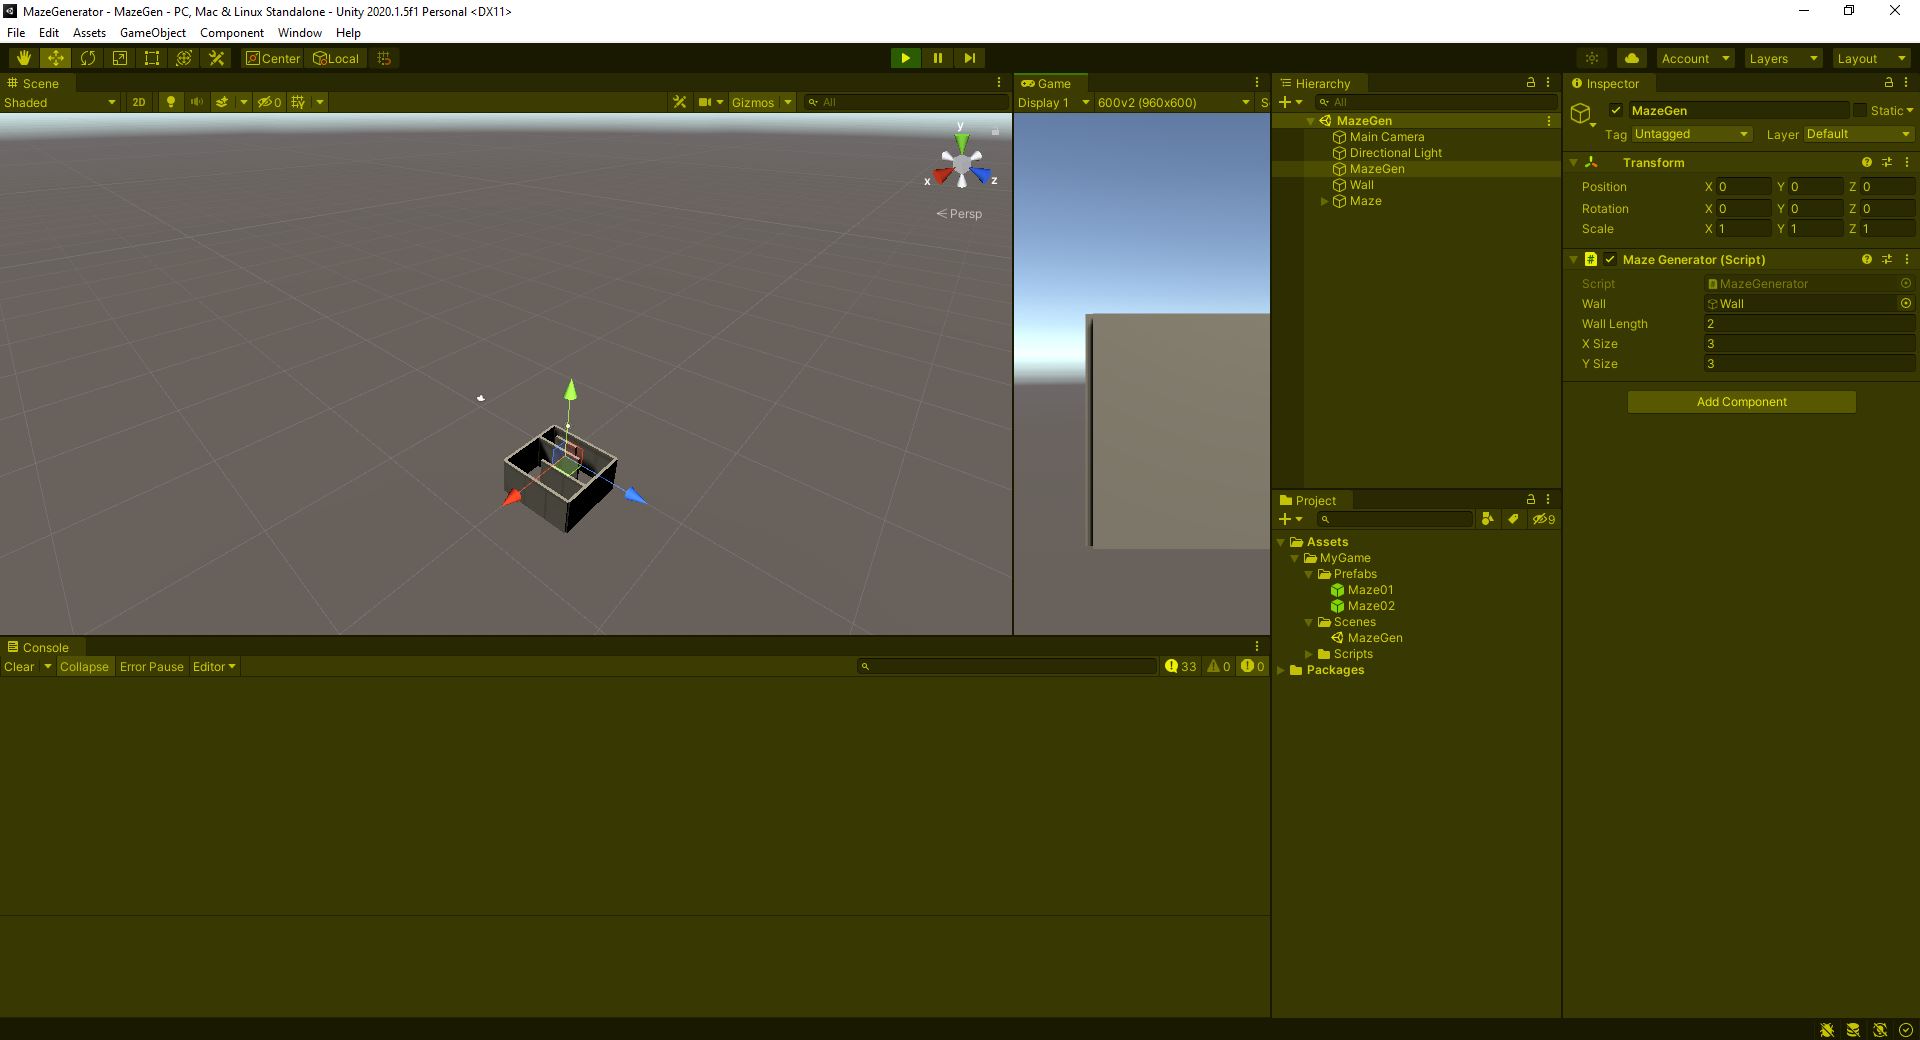 MazeGenerator - MazeGen - PC, Mac & Linux Standalone - Unity 2020.1.5f1 Personal <DX11>
File Edit Assets GameObject Component Window Help
Center Local
Account Layers Layout
Scene
Shaded 2D 0 Gizmos All
y
x z
Persp
Game
Display 1 600v2 (960x600) S
Hierarchy
All
MazeGen
Main Camera
Directional Light
MazeGen
Wall
Maze
Inspector
MazeGen Static
Tag Untagged Layer Default
Transform
Position X 0 Y 0 Z 0
Rotation X 0 Y 0 Z 0
Scale X 1 Y 1 Z 1
Maze Generator (Script)
Script MazeGenerator
Wall Wall
Wall Length 2
X Size 3
Y Size 3
Add Component
Project
9
Assets
MyGame
Prefabs
Maze01
Maze02
Scenes
MazeGen
Scripts
Packages
Console
Clear Collapse Error Pause Editor 33 0 0